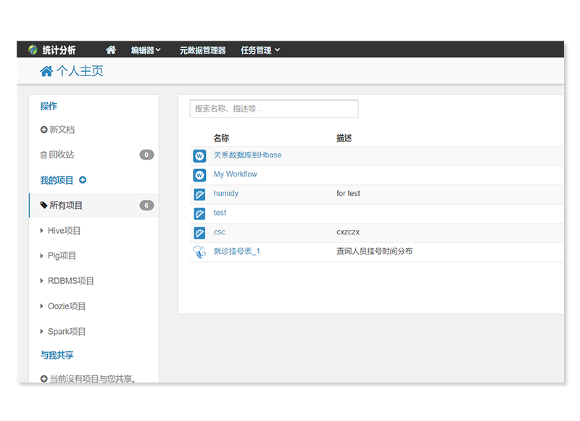 统计分析 编辑器 元数据管理器 任务管理
个人主页
操作
新文档
回收站 0
我的项目
所有项目 6
Hive项目
Pig项目
RDBMS项目
Oozie项目
Spark项目
与我共享
当前没有项目与您共享。
搜索名称、描述等...
名称 描述
关系数据库到Hbase
My Workflow
humidy for test
test
csc cxzczx
就诊挂号表_1 查询人员挂号时间分布